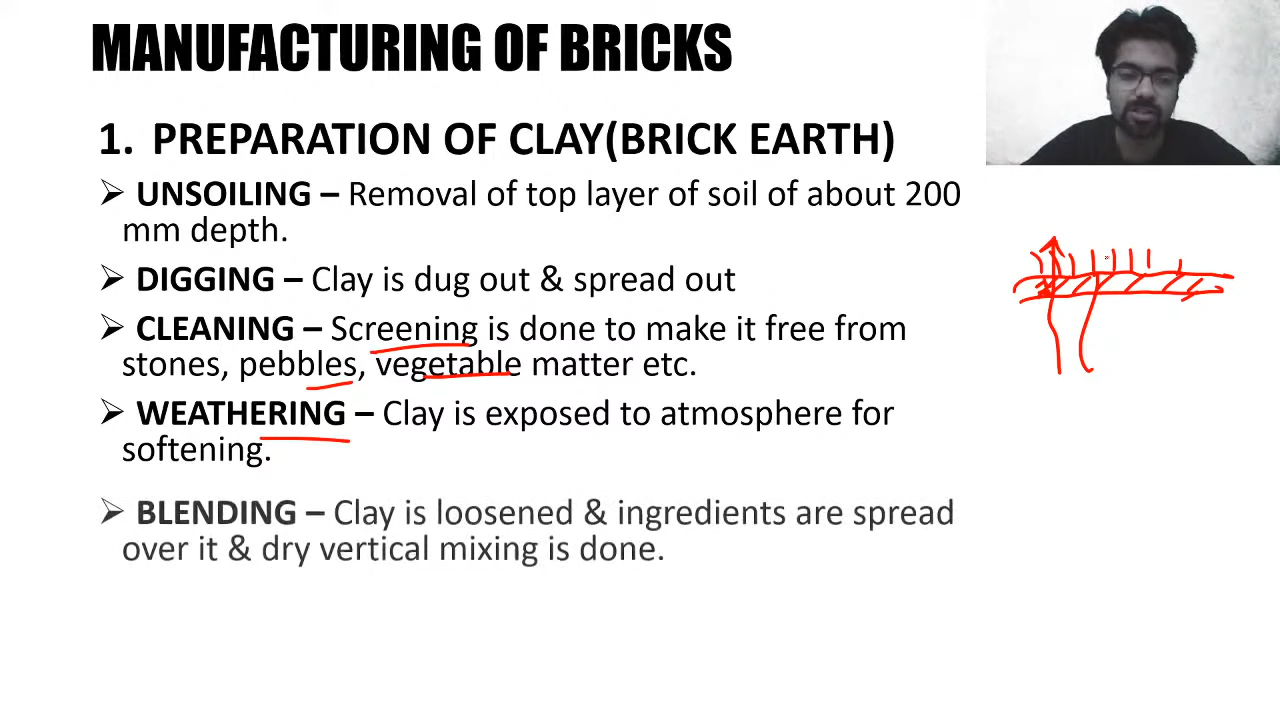 MANUFACTURING OF BRICKS
1. PREPARATION OF CLAY(BRICK EARTH)
➢ UNSOILING – Removal of top layer of soil of about 200
mm depth.
➢ DIGGING – Clay is dug out & spread out
➢ CLEANING – Screening is done to make it free from
stones, pebbles, vegetable matter etc.
➢ WEATHERING – Clay is exposed to atmosphere for
softening.
➢ BLENDING – Clay is loosened & ingredients are spread
over it & dry vertical mixing is done.